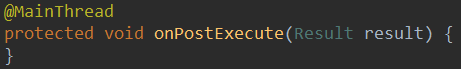 @MainThread
protected void onPostExecute(Result result) {
}